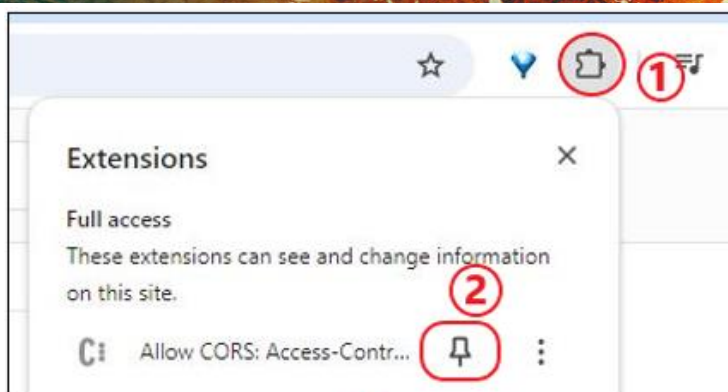 ①
Extensions
Full access
These extensions can see and change information
on this site.
②
C⁝ Allow CORS: Access-Contr...